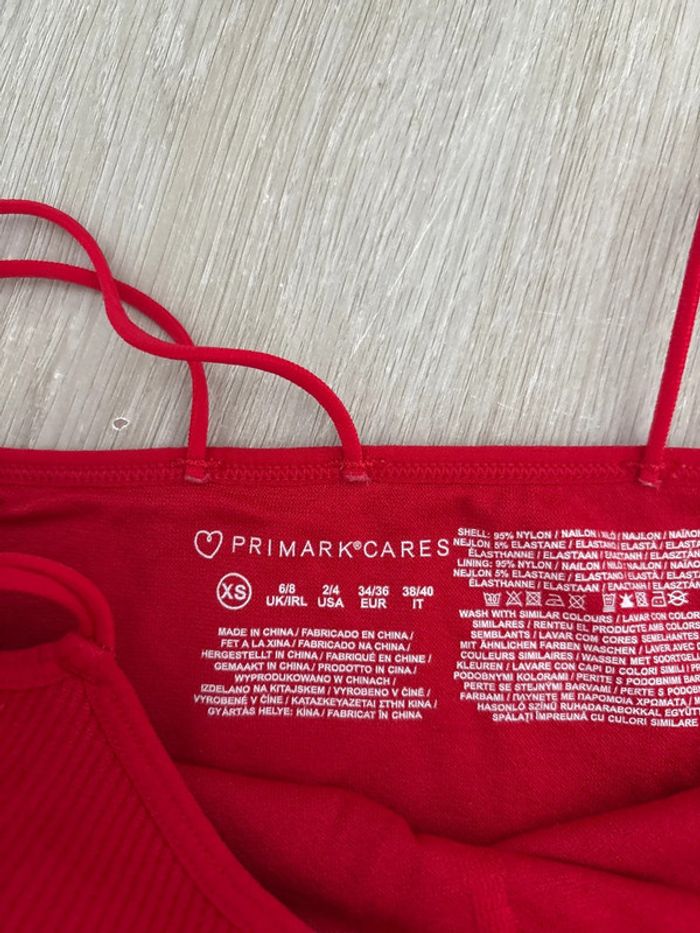 PRIMARK®CARES
XS
6/8 2/4 34/36 38/40
UK/IRL USA EUR IT
MADE IN CHINA / FABRICADO EN CHINA /
FET A LA XINA / FABRICADO NA CHINA /
HERGESTELLT IN CHINA / FABRIQUÉ EN CHINE /
GEMAAKT IN CHINA / PRODOTTO IN CINA /
WYPRODUKOWANO W CHINACH /
IZDELANO NA KITAJSKEM / VYROBENO V ČÍNĚ /
VYROBENÉ V ČÍNE / ΚΑΤΑΣΚΕΥΑΖΕΤΑΙ ΣΤΗΝ ΚΙΝΑ /
GYÁRTÁS HELYE: KÍNA / FABRICAT ÎN CHINA
SHELL: 95% NYLON / NAILON / NAJLON /
NEJLON 5% ELASTANE / ELASTANO
ÉLASTHANNE / ELASTAAN / ELASZTÁN /
LINING: 95% NYLON / NAILON / NAJLON /
NEJLON 5% ELASTANE / ELASTANO
ÉLASTHANNE / ELASTAAN
WASH WITH SIMILAR COLOURS / LAVAR CON
SIMILARES / RENTEU EL PRODUCTE AMB COLORS
SEMBLANTS / LAVAR COM CORES SEMELHANTES
MIT ÄHNLICHEN FARBEN WASCHEN / LAVER AVEC D
COULEURS SIMILAIRES / WASSEN MET SOORTGEL
KLEUREN / LAVARE CON CAPI DI COLORI SIMILI
PODOBNYMI KOLORAMI / PERITE S PODOBNIMI BAR
PERTE SE STEJNÝMI BARVAMI / PERTE S PODOB
FARBAMI / ΠΛΥΝΕΤΕ ΜΕ ΠΑΡΟΜΟΙΑ ΧΡΩΜΑΤΑ / M
HASONLÓ SZÍNŰ RUHADARABOKKAL EGYÜTT
SPĂLAȚI ÎMPREUNĂ CU CULORI SIMILARE